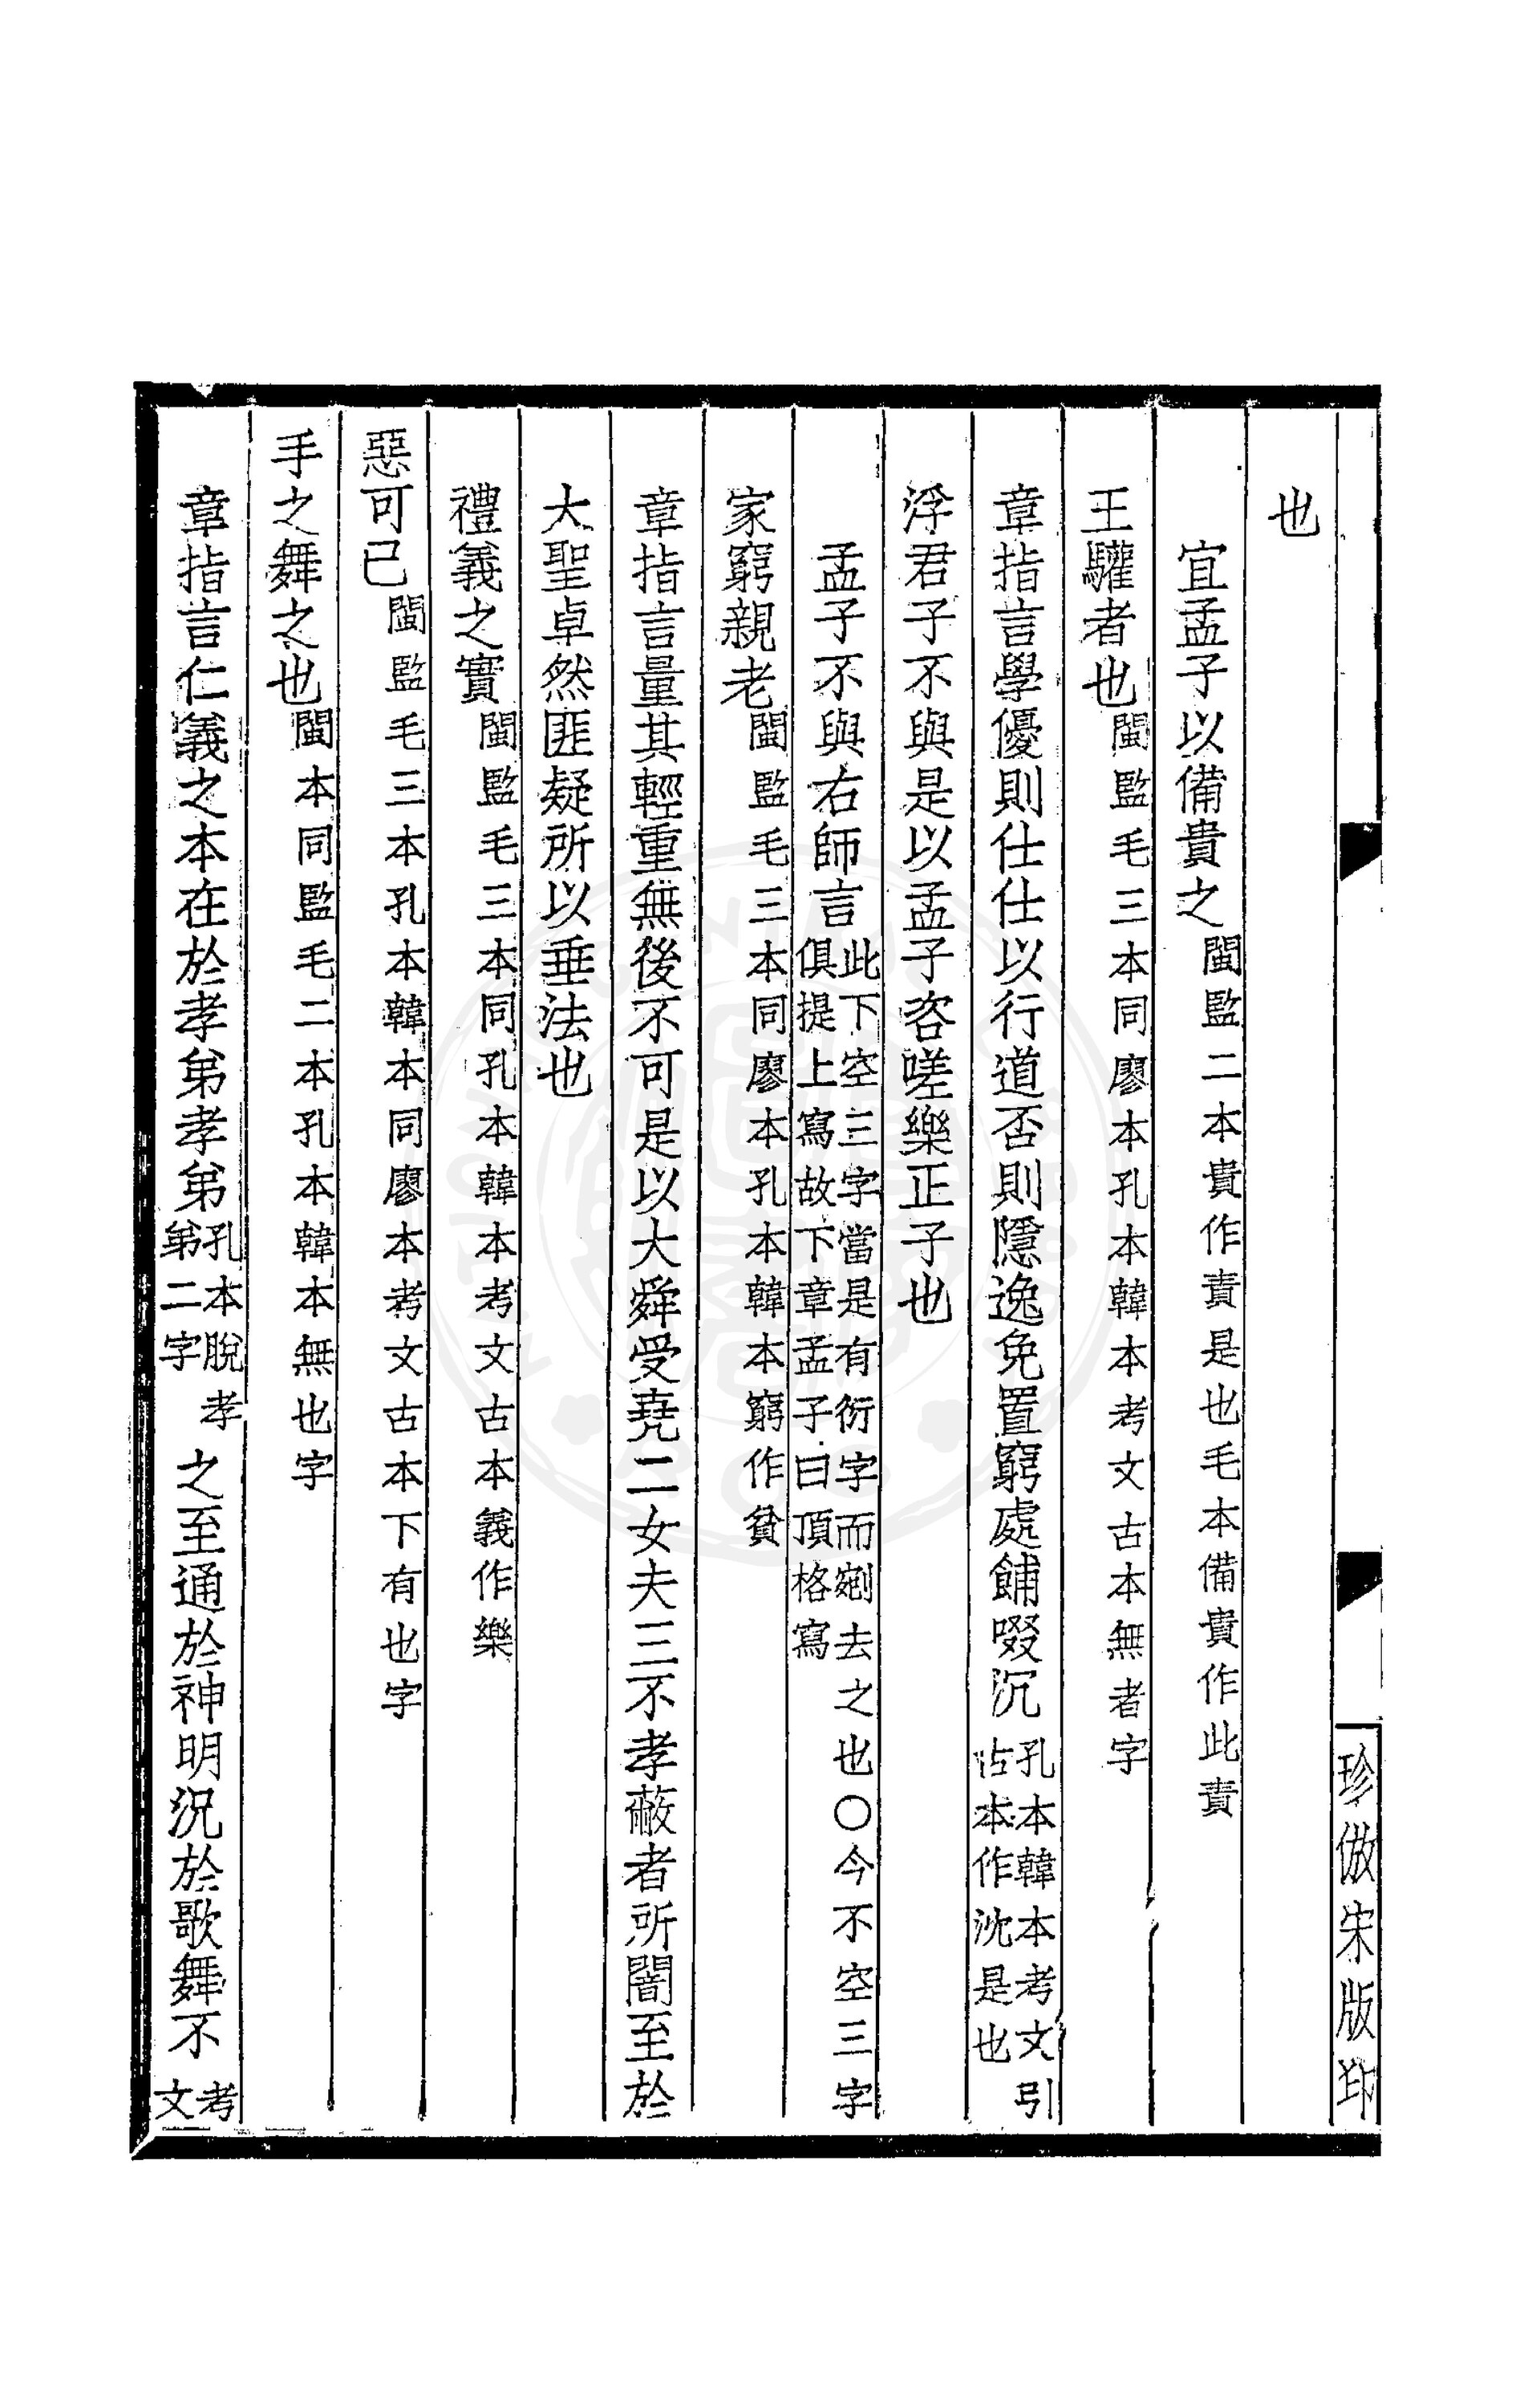 也
宜孟子以備貴之閩監二本貴作責是也毛本備貴作此責
王驩者也閩監毛三本同廖本孔本韓本考文古本無者字
章指言學優則仕仕以行道否則隱逸免置窮處餔啜沉孔本韓本考文引古本作沈是也
浮君子不與是以孟子咨嗟樂正子也
孟子不與右師言此下空三字當是有衍字而剜去之也○今不空三字俱提上寫故下章孟子曰頂格寫
家窮親老閩監毛三本同廖本孔本韓本窮作貧
章指言量其輕重無後不可是以大舜受堯二女夫三不孝蔽者所闇至於
大聖卓然匪疑所以垂法也
禮義之實閩監毛三本同孔本韓本考文古本義作樂
惡可已閩監毛三本孔本韓本同廖本考文古本下有也字
手之舞之也閩本同監毛二本孔本韓本無也字
章指言仁義之本在於孝弟孝弟孔本脫孝弟二字之至通於神明況於歌舞不考文
珍倣宋版印